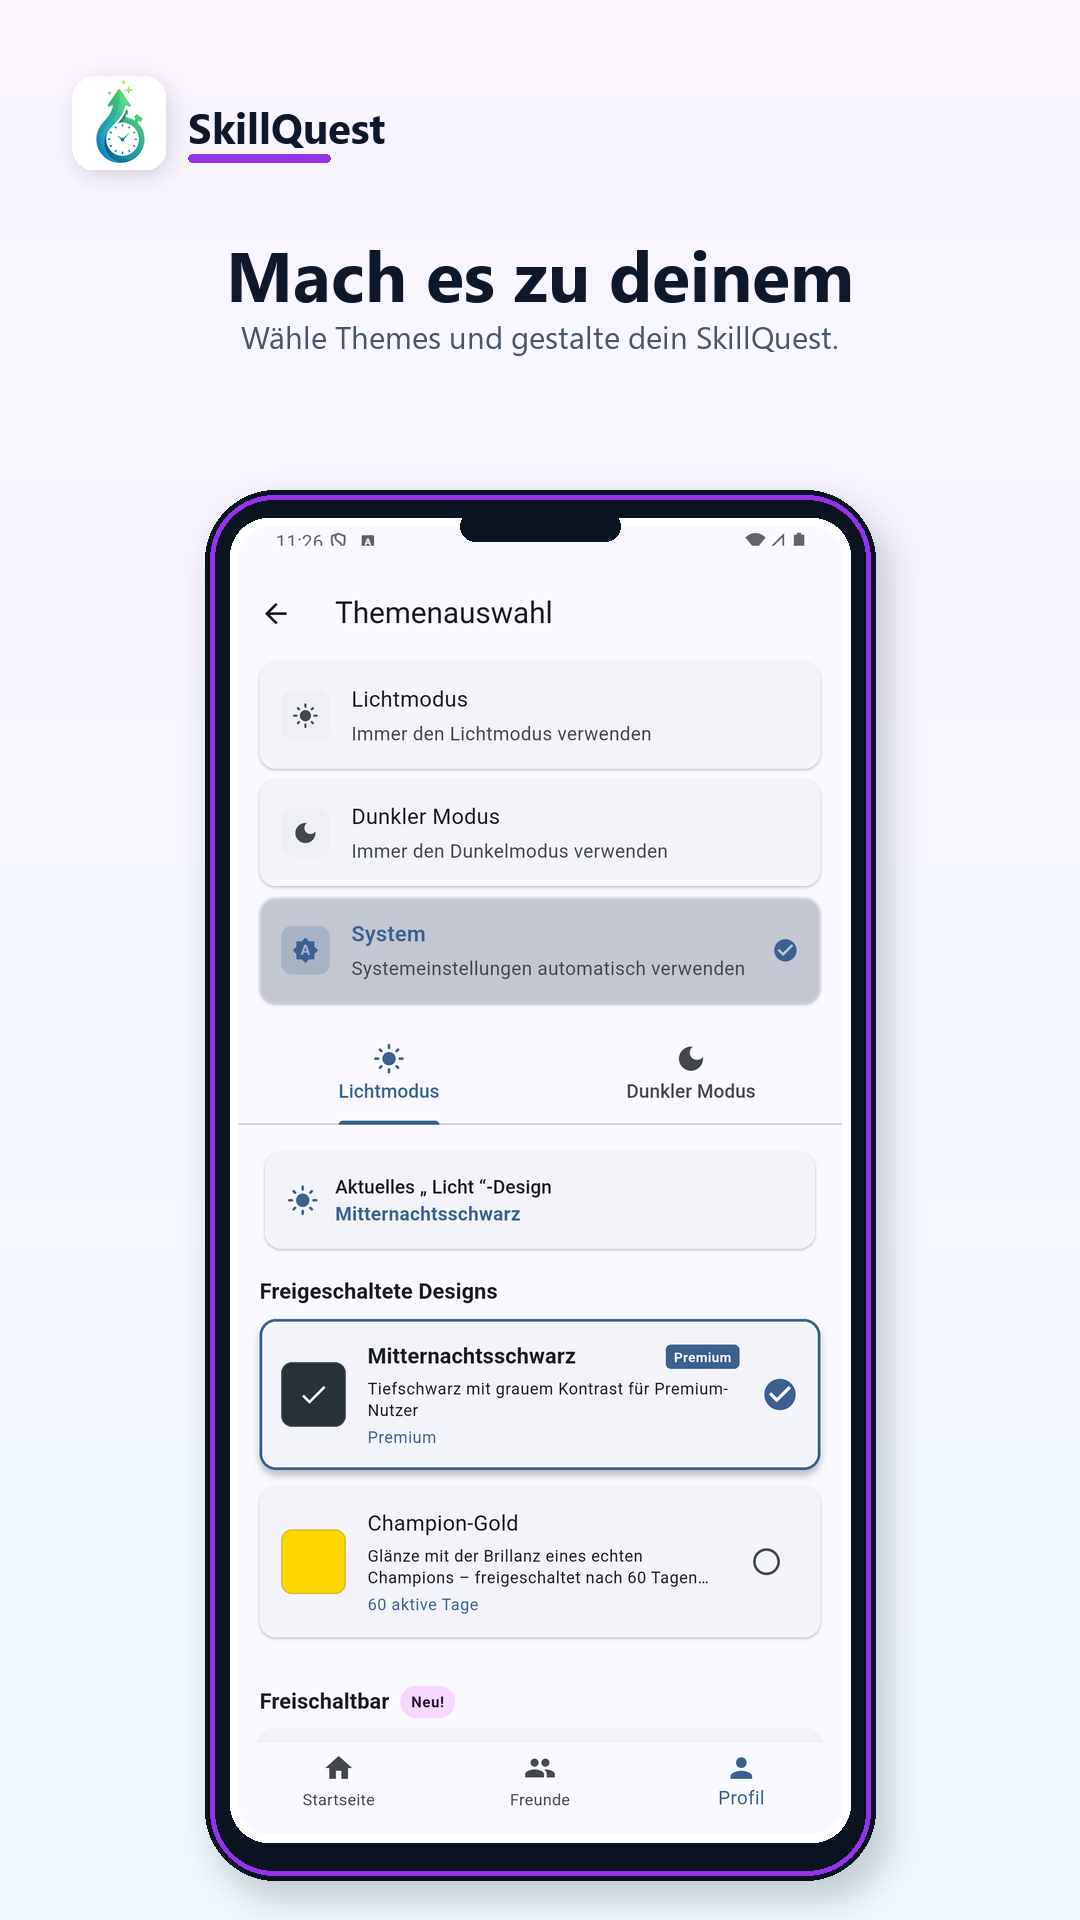 SkillQuest
Mach es zu deinem
Wähle Themes und gestalte dein SkillQuest.
11:26
Themenauswahl
Lichtmodus
Immer den Lichtmodus verwenden
Dunkler Modus
Immer den Dunkelmodus verwenden
A
System
Systemeinstellungen automatisch verwenden
Lichtmodus
Dunkler Modus
Aktuelles „ Licht “-Design
Mitternachtsschwarz
Freigeschaltete Designs
Mitternachtsschwarz
Premium
Tiefschwarz mit grauem Kontrast für Premium-
Nutzer
Premium
Champion-Gold
Glänze mit der Brillanz eines echten
Champions – freigeschaltet nach 60 Tagen…
60 aktive Tage
Freischaltbar
Neu!
Startseite
Freunde
Profil